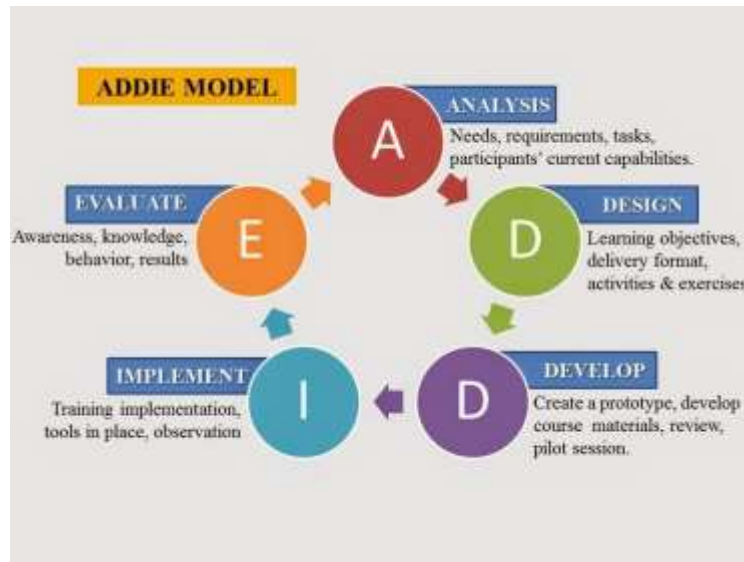 ADDIE MODEL
A
ANALYSIS
Needs, requirements, tasks,
participants' current capabilities.
D
DESIGN
Learning objectives,
delivery format,
activities & exercises
D
DEVELOP
Create a prototype, develop
course materials, review,
pilot session.
I
IMPLEMENT
Training implementation,
tools in place, observation
E
EVALUATE
Awareness, knowledge,
behavior, results